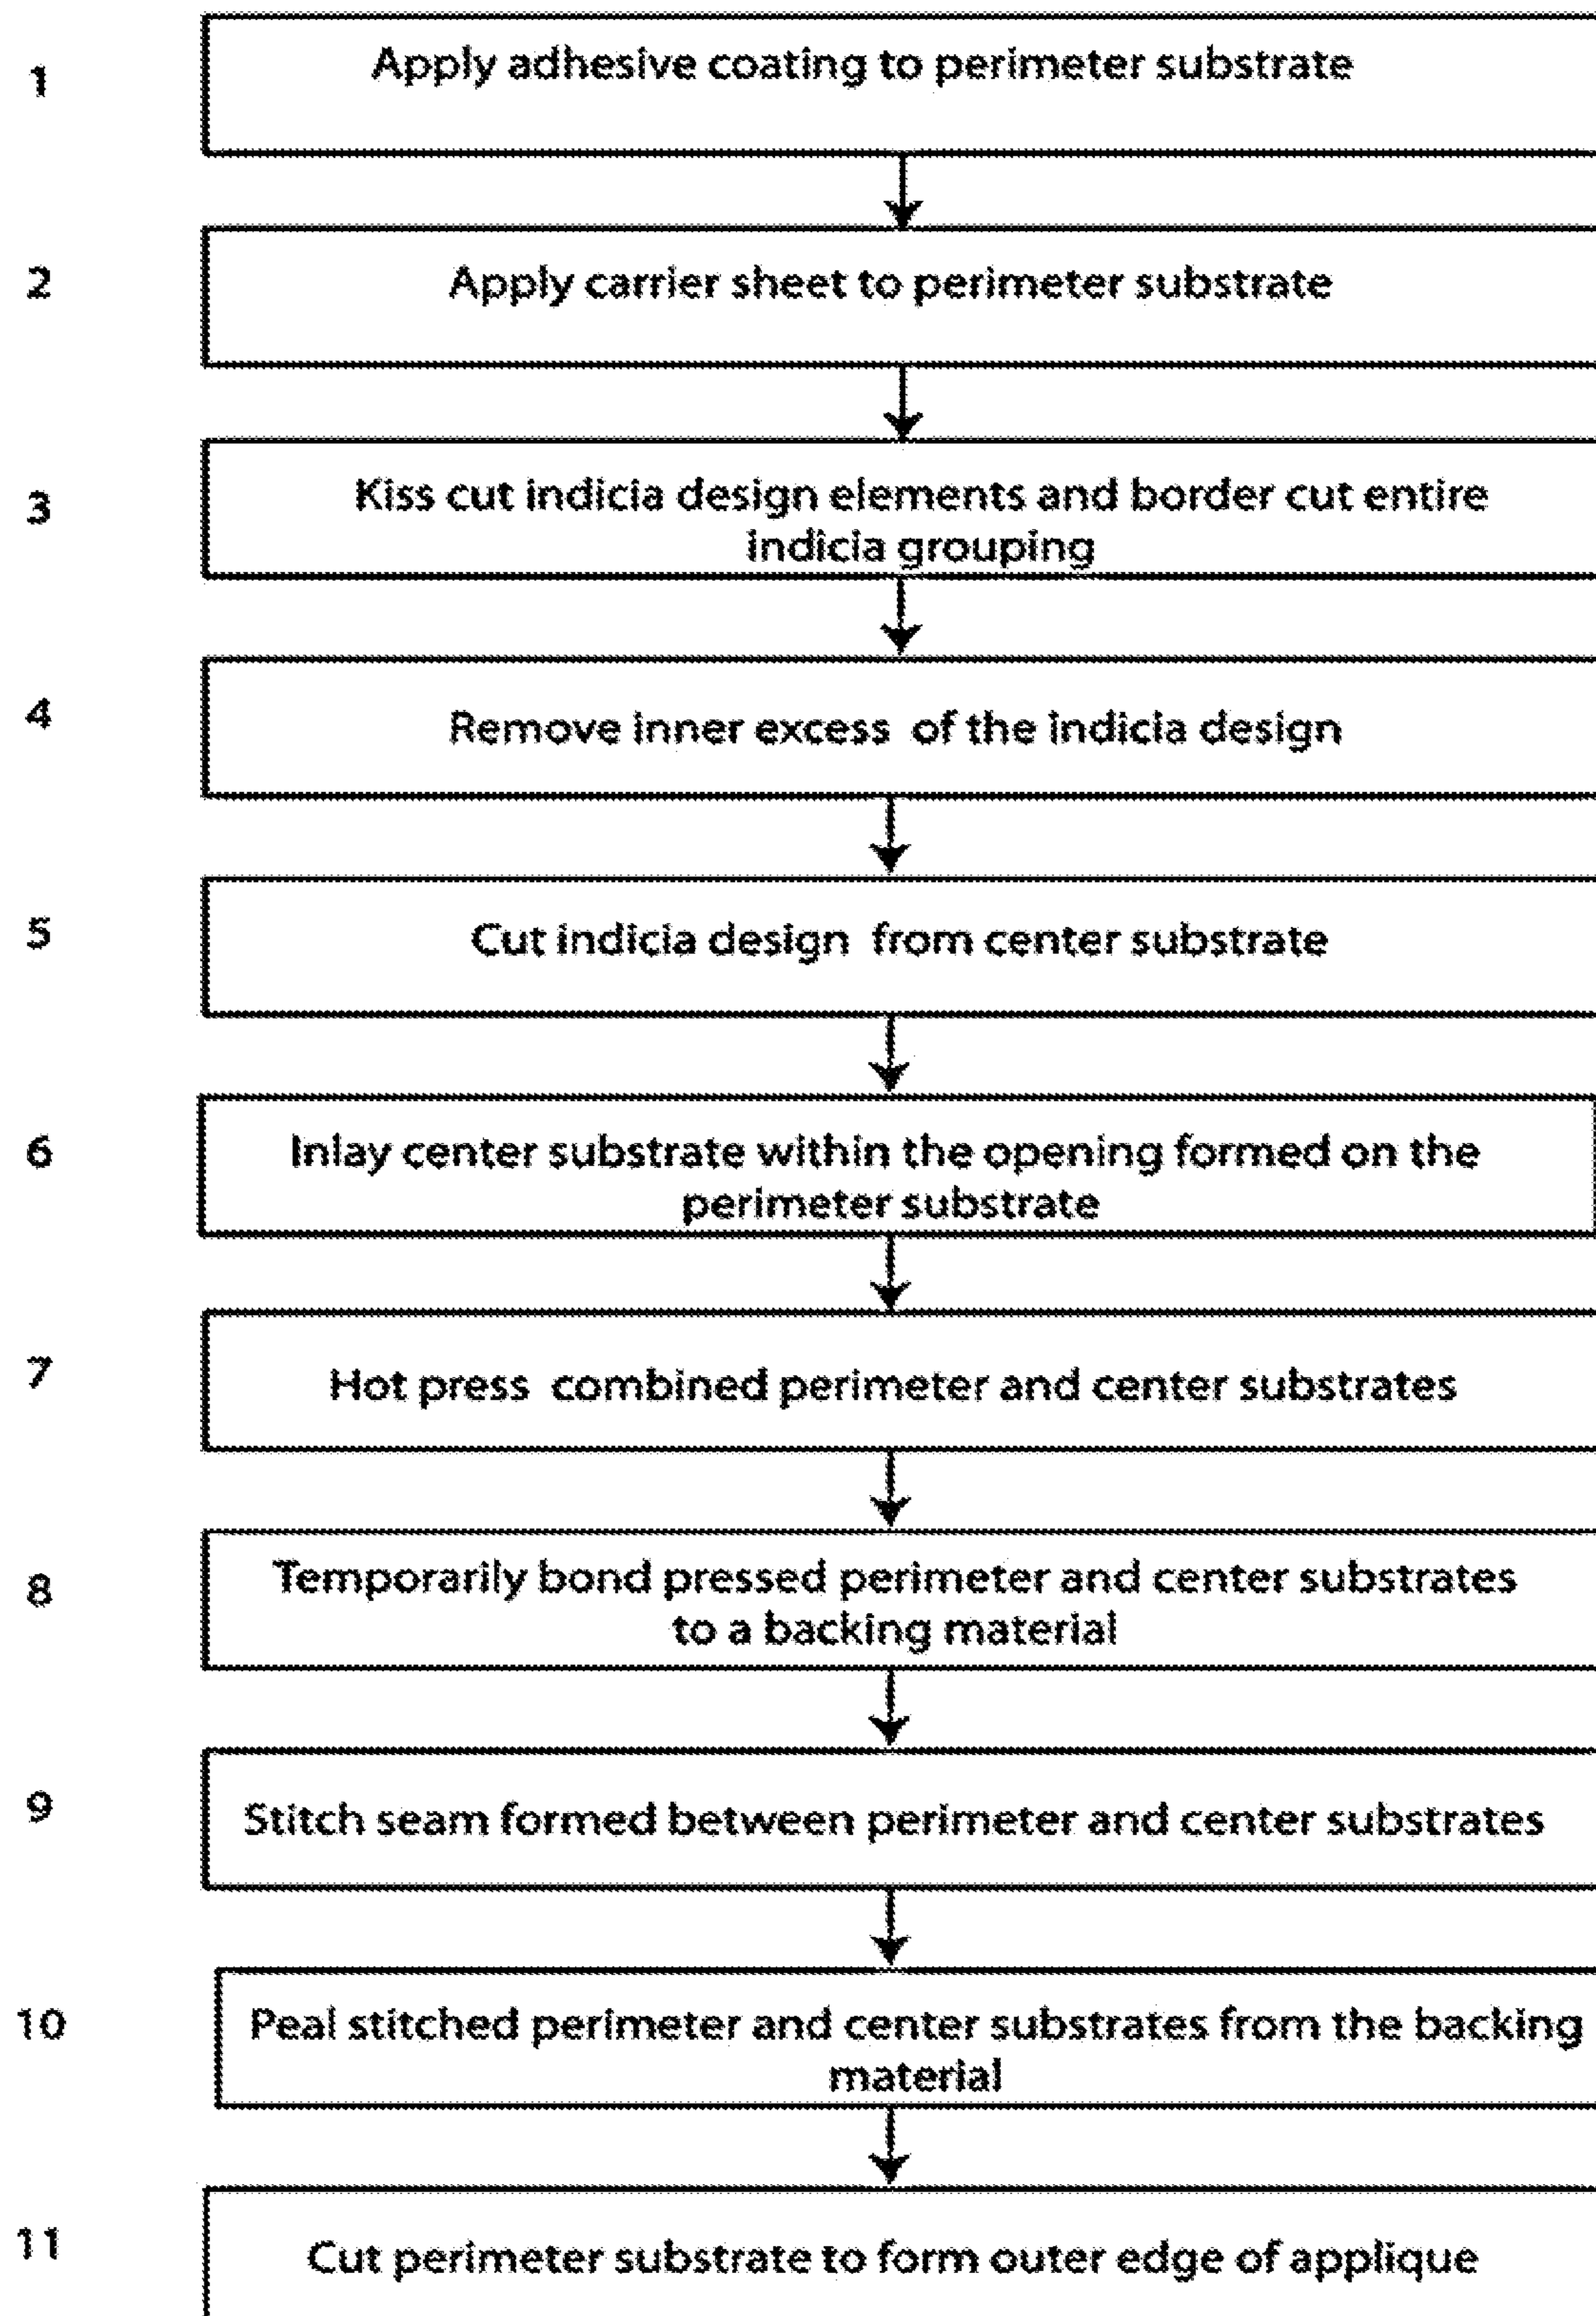 1
Apply adhesive coating to perimeter substrate
2
Apply carrier sheet to perimeter substrate
3
Kiss cut indicia design elements and border cut entire
indicia grouping
4
Remove inner excess of the indicia design
5
Cut indicia design from center substrate
6
Inlay center substrate within the opening formed on the
perimeter substrate
7
Hot press combined perimeter and center substrates
8
Temporarily bond pressed perimeter and center substrates
to a backing material
9
Stitch seam formed between perimeter and center substrates
10
Peal stitched perimeter and center substrates from the backing
material
11
Cut perimeter substrate to form outer edge of applique